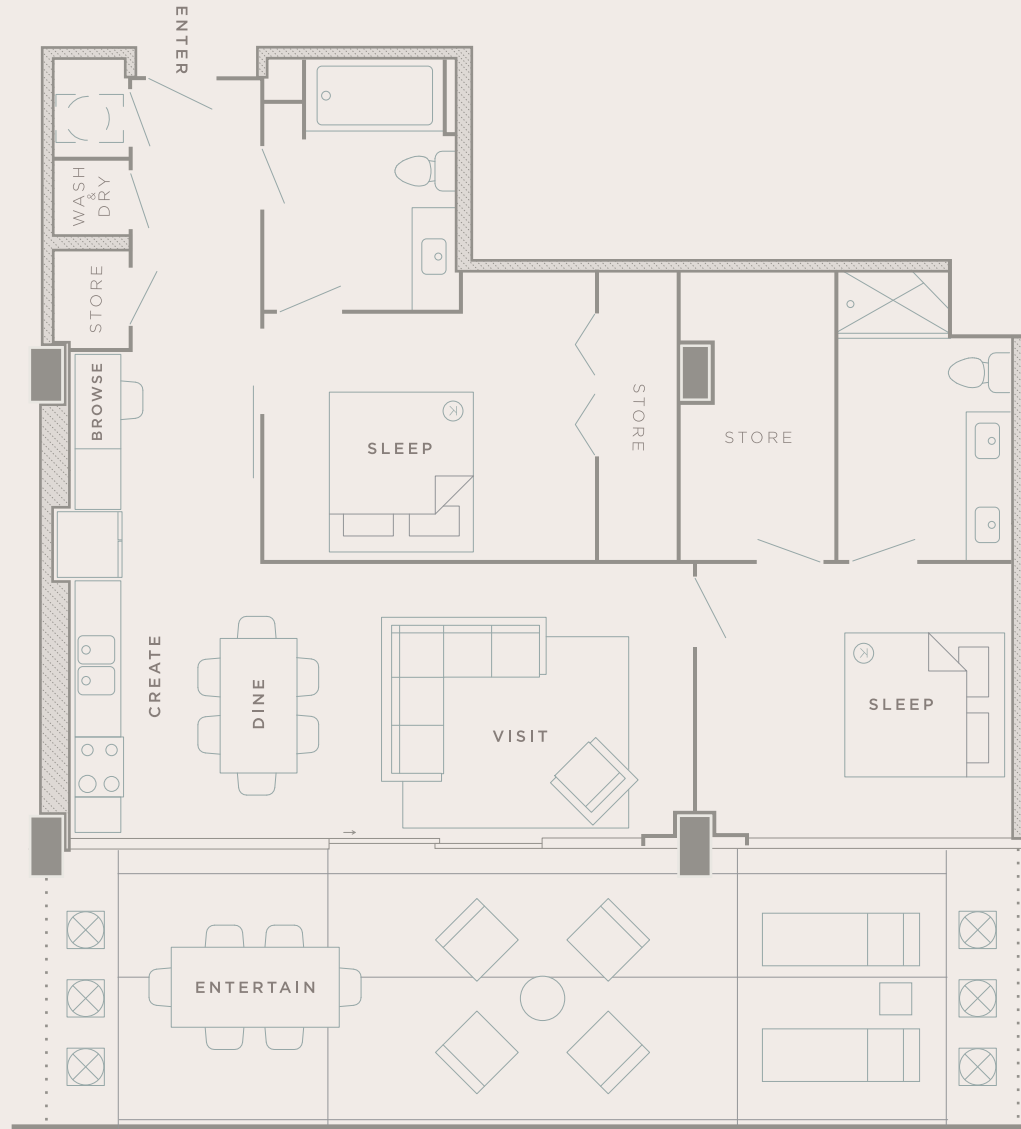 ENTER
WASH
&
DRY
STORE
BROWSE
SLEEP
K
STORE
STORE
CREATE
DINE
VISIT
K
SLEEP
ENTERTAIN